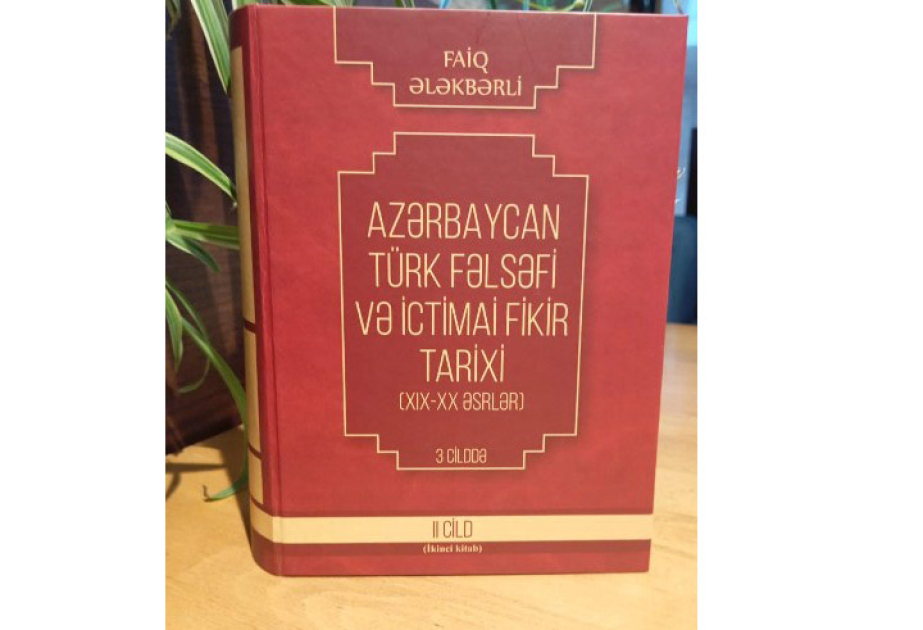 FAİQ
ƏLƏKBƏRLİ
AZƏRBAYCAN
TÜRK FƏLSƏFİ
VƏ İCTİMAİ FİKİR
TARİXİ
(XIX-XX ƏSRLƏR)
3 CİLDDƏ
II CİLD
(İkinci kitab)